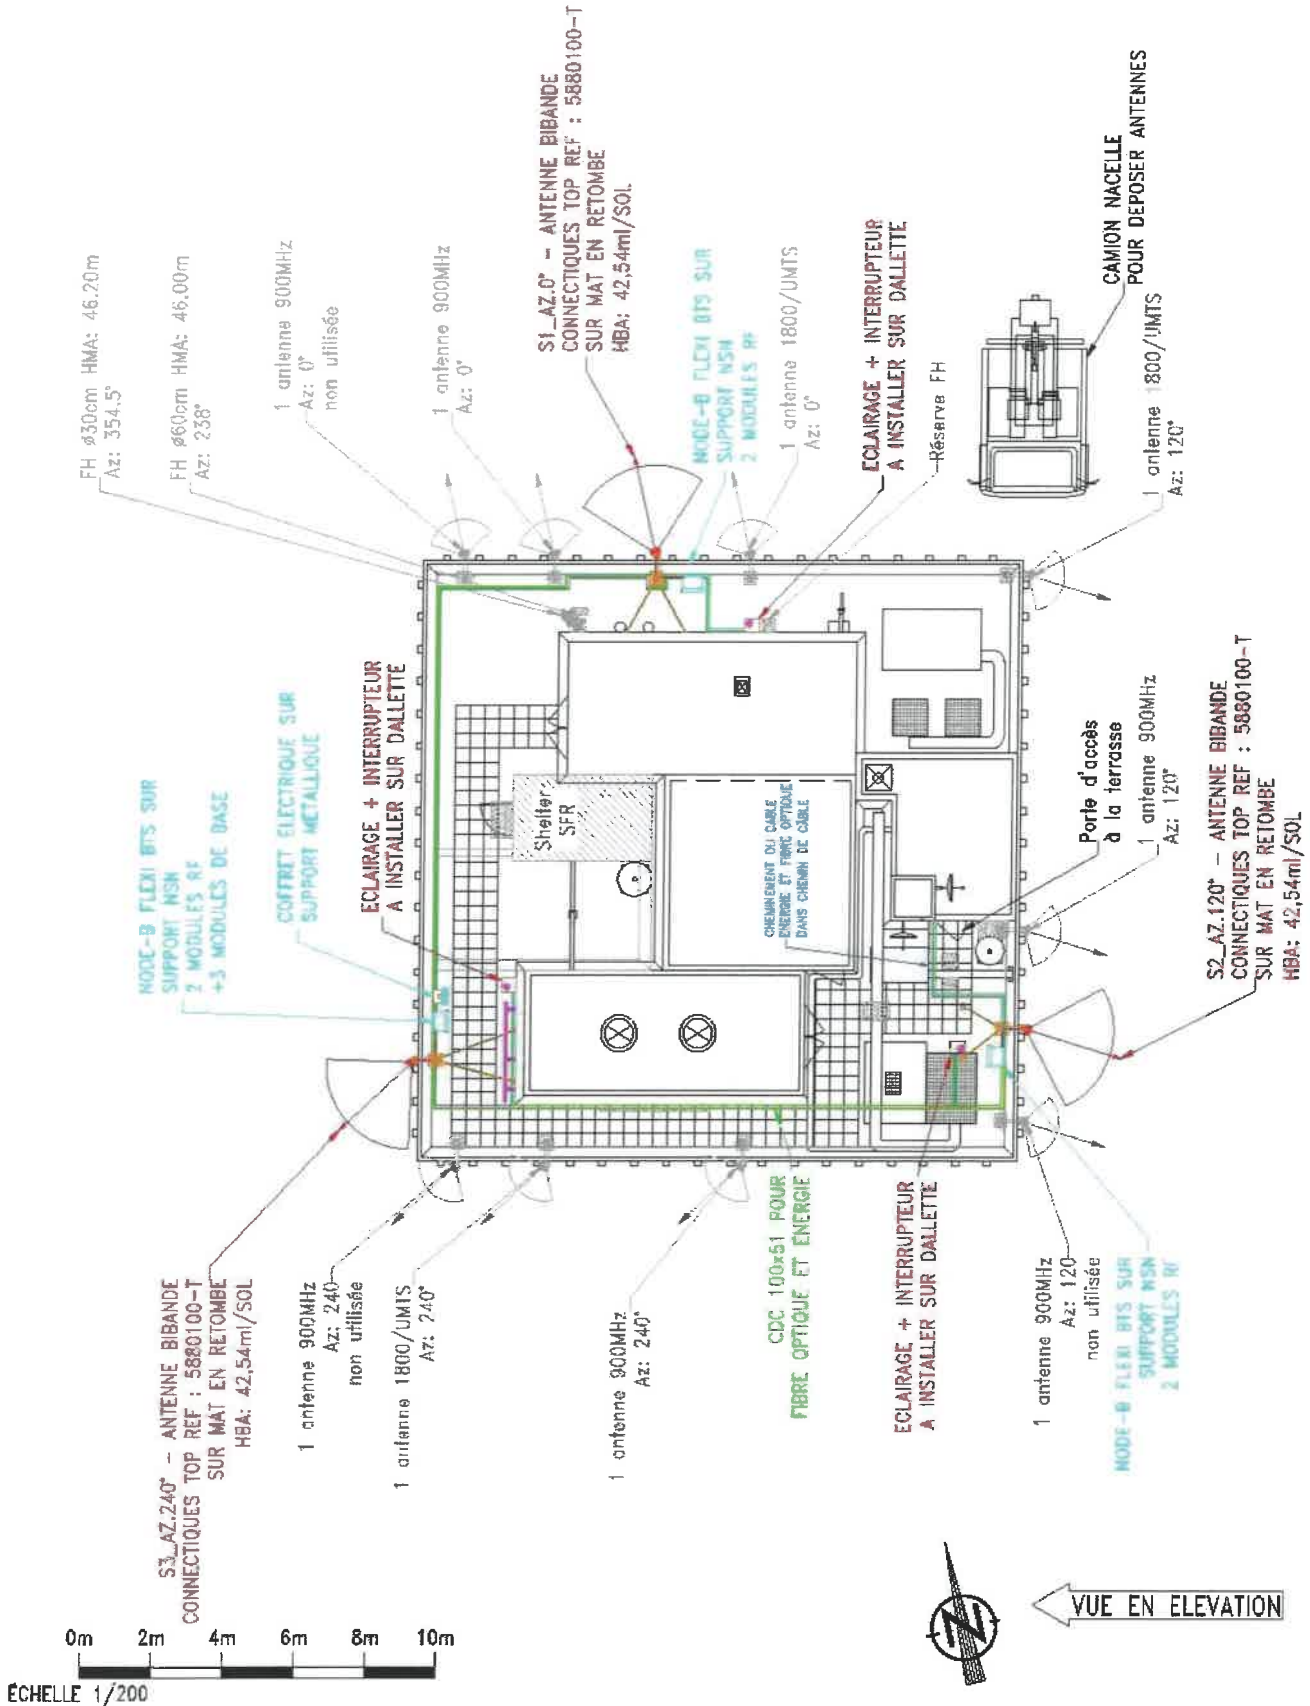 FH ø30cm HMA: 46.20m
Az: 354.5°
FH ø60cm HMA: 46.00m
Az: 238°
1 antenne 900MHz
Az: 0°
non utilisée
1 antenne 900MHz
Az: 0°
S1_AZ.0° - ANTENNE BIBANDE
CONNECTIQUES TOP REF : 5880100-T
SUR MAT EN RETOMBE
HBA: 42,54ml/SOL
NODE-B FLEXI BTS SUR
SUPPORT NSN
2 MODULES RF
1 antenne 1800/UMTS
Az: 0°
ECLAIRAGE + INTERRUPTEUR
A INSTALLER SUR DALLETTE
Réserve FH
CAMION NACELLE
POUR DEPOSER ANTENNES
1 antenne 1800/UMTS
Az: 120°
NODE-B FLEXI BTS SUR
SUPPORT NSN
2 MODULES RF
+3 MODULES DE BASE
COFFRET ELECTRIQUE SUR
SUPPORT METALLIQUE
ECLAIRAGE + INTERRUPTEUR
A INSTALLER SUR DALLETTE
Shelter
SFR
CHEMINEMENT DU CABLE
ENERGIE ET FIBRE OPTIQUE
DANS CHEMIN DE CABLE
Porte d'accès
à la terrasse
1 antenne 900MHz
Az: 120°
S2_AZ.120° - ANTENNE BIBANDE
CONNECTIQUES TOP REF : 5880100-T
SUR MAT EN RETOMBE
HBA: 42,54ml/SOL
S3_AZ.240° - ANTENNE BIBANDE
CONNECTIQUES TOP REF : 5880100-T
SUR MAT EN RETOMBE
HBA: 42,54ml/SOL
1 antenne 900MHz
Az: 240
non utilisée
1 antenne 1800/UMTS
Az: 240°
1 antenne 900MHz
Az: 240°
CDC 100x51 POUR
FIBRE OPTIQUE ET ENERGIE
ECLAIRAGE + INTERRUPTEUR
A INSTALLER SUR DALLETTE
1 antenne 900MHz
Az: 120
non utilisée
NODE-B FLEXI BTS SUR
SUPPORT NSN
2 MODULES RF
0m 2m 4m 6m 8m 10m
ÉCHELLE 1/200
N
VUE EN ELEVATION